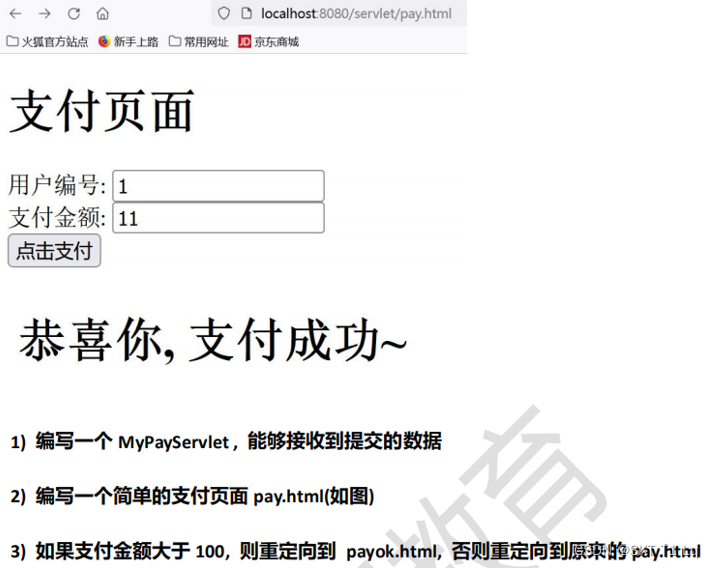 localhost:8080/servlet/pay.html
火狐官方站点 新手上路 常用网址 JD 京东商城
支付页面
用户编号: 1
支付金额: 11
点击支付
恭喜你, 支付成功~
1) 编写一个 MyPayServlet , 能够接收到提交的数据
2) 编写一个简单的支付页面 pay.html(如图)
3) 如果支付金额大于 100, 则重定向到 payok.html, 否则重定向到原来的 pay.html
教育